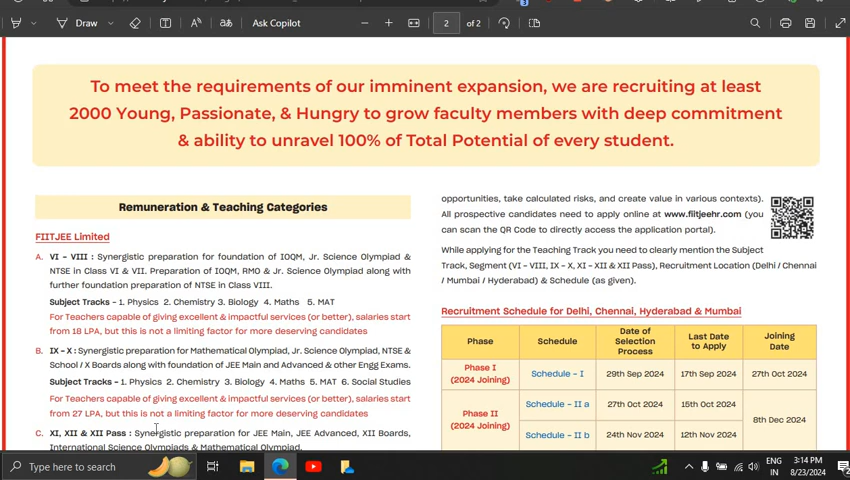 Draw
Ask Copilot
2
of 2
To meet the requirements of our imminent expansion, we are recruiting at least
2000 Young, Passionate, & Hungry to grow faculty members with deep commitment
& ability to unravel 100% of Total Potential of every student.
Remuneration & Teaching Categories
FIITJEE Limited
A. VI - VIII : Synergistic preparation for foundation of IOQM, Jr. Science Olympiad &
NTSE in Class VI & VII. Preparation of IOQM, RMO & Jr. Science Olympiad along with
further foundation preparation of NTSE in Class VIII.
Subject Tracks - 1. Physics 2. Chemistry 3. Biology 4. Maths 5. MAT
For Teachers capable of giving excellent & impactful services (or better), salaries start
from 18 LPA, but this is not a limiting factor for more deserving candidates
B. IX - X : Synergistic preparation for Mathematical Olympiad, Jr. Science Olympiad, NTSE &
School / X Boards along with foundation of JEE Main and Advanced & other Engg Exams.
Subject Tracks - 1. Physics 2. Chemistry 3. Biology 4. Maths 5. MAT 6. Social Studies
For Teachers capable of giving excellent & impactful services (or better), salaries start
from 27 LPA, but this is not a limiting factor for more deserving candidates
C. XI, XII & XII Pass : Synergistic preparation for JEE Main, JEE Advanced, XII Boards,
International Science Olympiads & Mathematical Olympiad.
opportunities, take calculated risks, and create value in various contexts).
All prospective candidates need to apply online at www.fiitjeehr.com (you
can scan the QR Code to directly access the application portal).
While applying for the Teaching Track you need to clearly mention the Subject
Track, Segment (VI - VIII, IX - X, XI - XII & XII Pass), Recruitment Location (Delhi / Chennai
/ Mumbai / Hyderabad) & Schedule (as given).
Recruitment Schedule for Delhi, Chennai, Hyderabad & Mumbai
Phase
Schedule
Date of
Selection
Process
Last Date
to Apply
Joining
Date
Phase I
(2024 Joining)
Schedule - I
29th Sep 2024
17th Sep 2024
27th Oct 2024
Phase II
(2024 Joining)
Schedule - II a
27th Oct 2024
15th Oct 2024
8th Dec 2024
Schedule - II b
24th Nov 2024
12th Nov 2024
Type here to search
ENG
IN
3:14 PM
8/23/2024